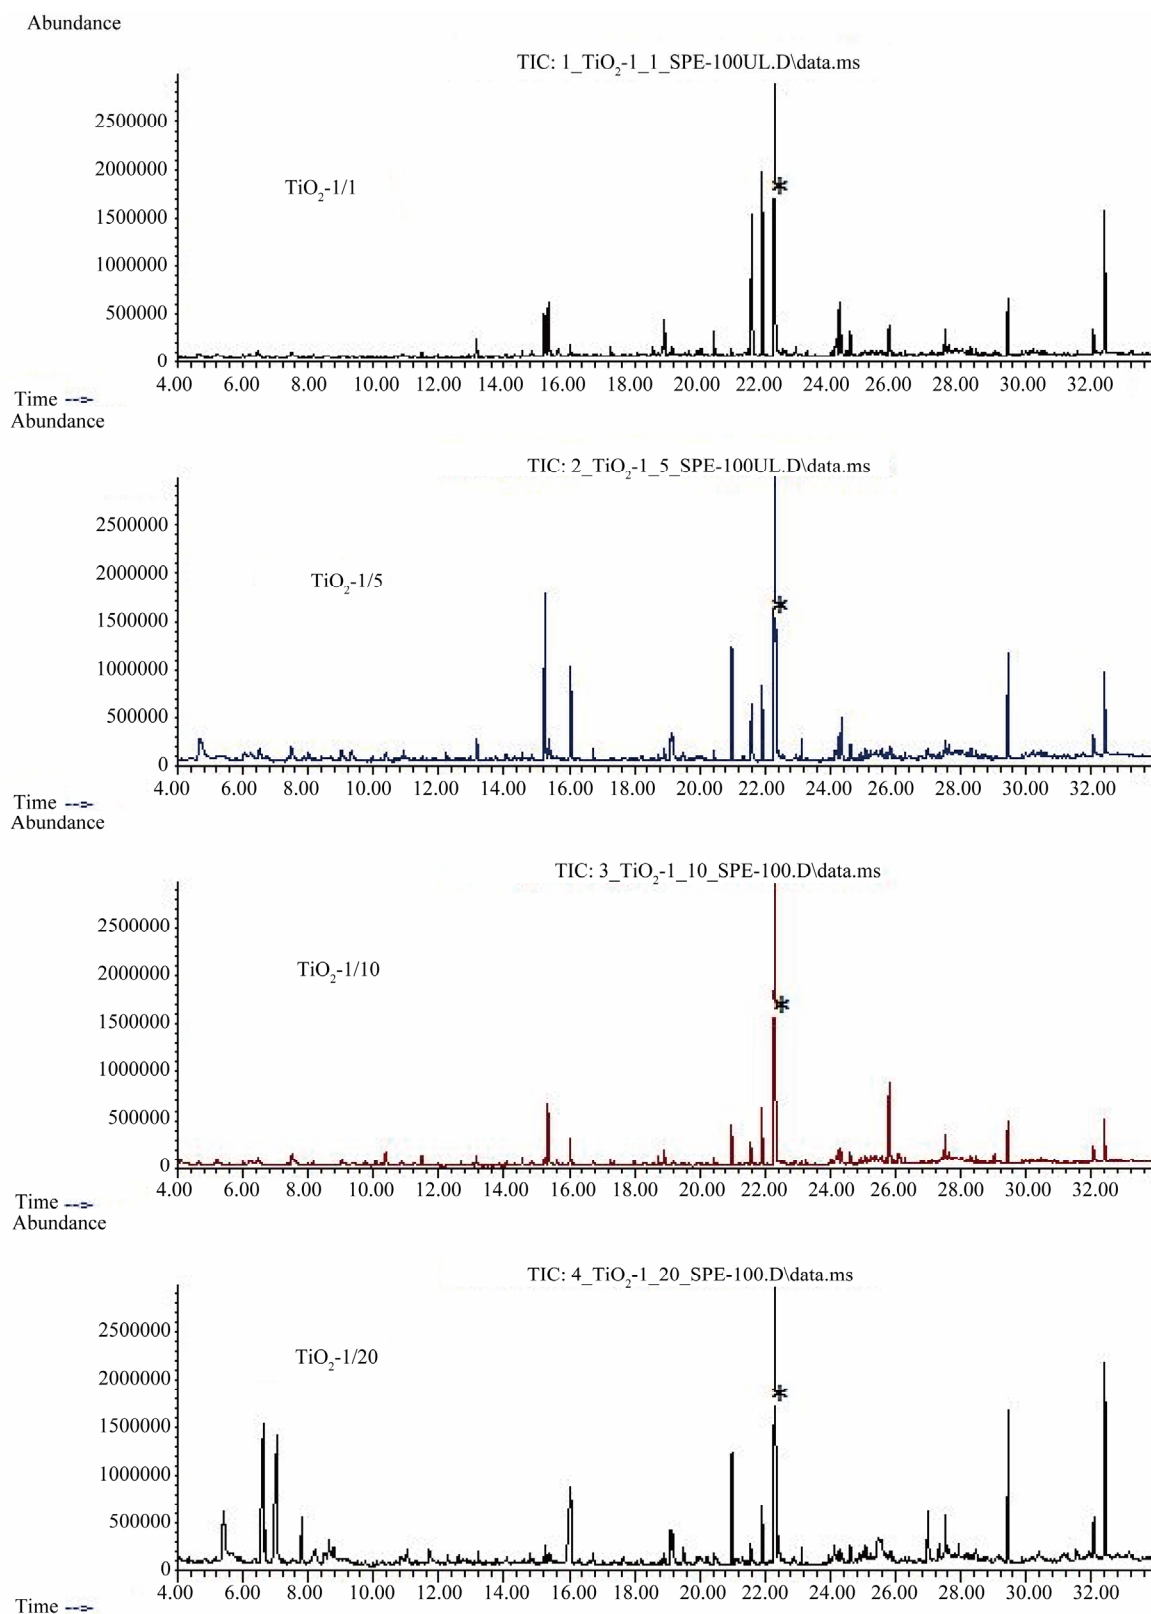 Abundance
TIC: 1_TiO2-1_1_SPE-100UL.D\data.ms
2500000
2000000
TiO2-1/1
1500000
1000000
500000
0
4.00 6.00 8.00 10.00 12.00 14.00 16.00 18.00 20.00 22.00 24.00 26.00 28.00 30.00 32.00
Time -->
Abundance
TIC: 2_TiO2-1_5_SPE-100UL.D\data.ms
2500000
2000000
TiO2-1/5
1500000
1000000
500000
0
4.00 6.00 8.00 10.00 12.00 14.00 16.00 18.00 20.00 22.00 24.00 26.00 28.00 30.00 32.00
Time -->
Abundance
TIC: 3_TiO2-1_10_SPE-100.D\data.ms
2500000
2000000
TiO2-1/10
1500000
1000000
500000
0
4.00 6.00 8.00 10.00 12.00 14.00 16.00 18.00 20.00 22.00 24.00 26.00 28.00 30.00 32.00
Time -->
Abundance
TIC: 4_TiO2-1_20_SPE-100.D\data.ms
2500000
2000000
TiO2-1/20
1500000
1000000
500000
0
4.00 6.00 8.00 10.00 12.00 14.00 16.00 18.00 20.00 22.00 24.00 26.00 28.00 30.00 32.00
Time -->